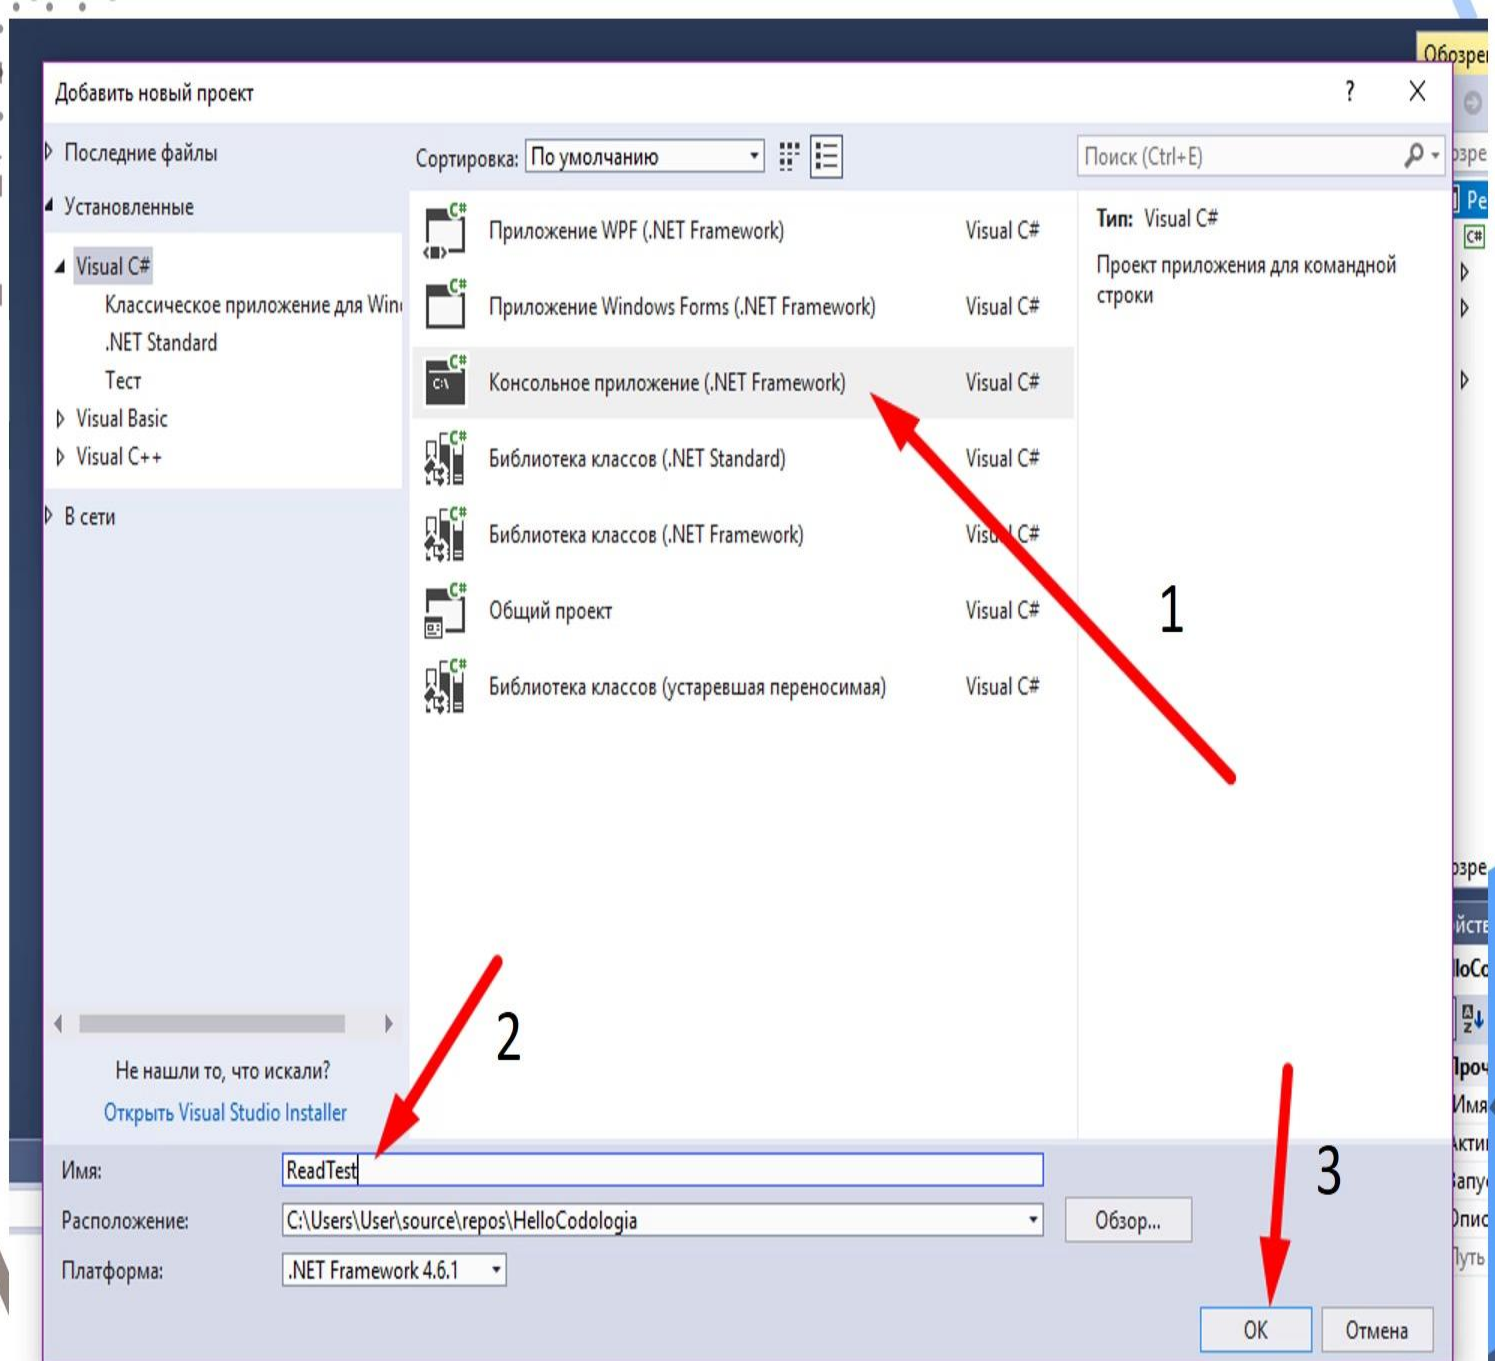 Обозре
Добавить новый проект
?
Последние файлы
Сортировка: По умолчанию
Поиск (Ctrl+E)
Установленные
Visual C#
Классическое приложение для Win
.NET Standard
Тест
Visual Basic
Visual C++
В сети
C# Приложение WPF (.NET Framework) Visual C#
C# Приложение Windows Forms (.NET Framework) Visual C#
C# C:\ Консольное приложение (.NET Framework) Visual C#
C# Библиотека классов (.NET Standard) Visual C#
C# Библиотека классов (.NET Framework) Visual C#
C# Общий проект Visual C#
C# Библиотека классов (устаревшая переносимая) Visual C#
Тип: Visual C#
Проект приложения для командной
строки
1
2
3
Не нашли то, что искали?
Открыть Visual Studio Installer
Имя: ReadTest
Расположение: C:\Users\User\source\repos\HelloCodologia
Обзор...
Платформа: .NET Framework 4.6.1
OK
Отмена
Ре
C#
Имя